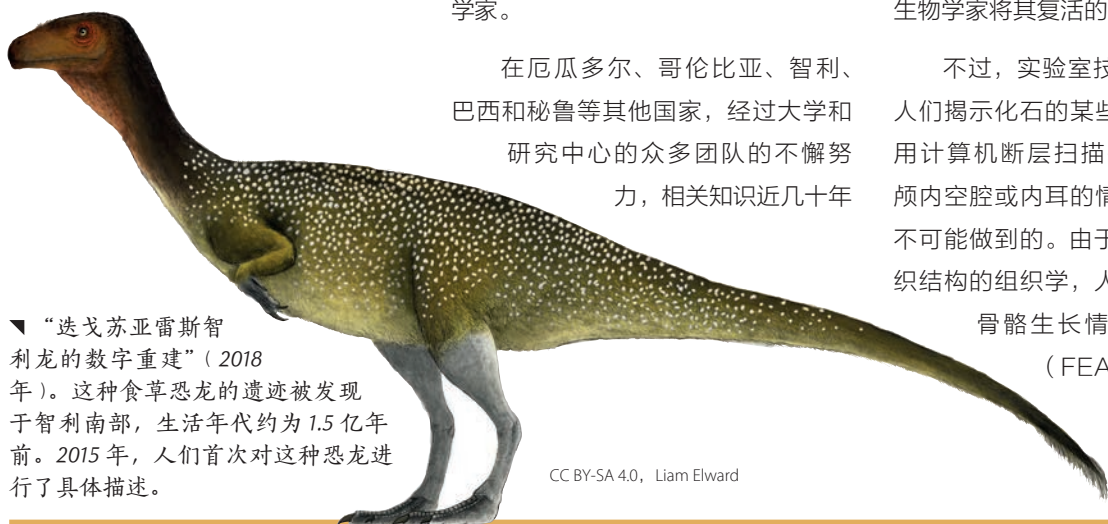 学家。
在厄瓜多尔、哥伦比亚、智利、
巴西和秘鲁等其他国家，经过大学和
研究中心的众多团队的不懈努
力，相关知识近几十年
生物学家将其复活的
不过，实验室技
人们揭示化石的某些
用计算机断层扫描
颅内空腔或内耳的情
不可能做到的。由于
织结构的组织学，人
骨骼生长情
（FEA
◥ “迭戈苏亚雷斯智
利龙的数字重建”（2018
年）。这种食草恐龙的遗迹被发现
于智利南部，生活年代约为 1.5 亿年
前。2015 年，人们首次对这种恐龙进
行了具体描述。
CC BY-SA 4.0，Liam Elward